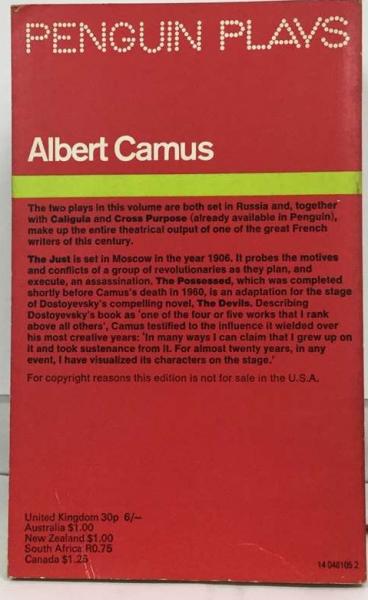 PENGUIN PLAYS
Albert Camus
The two plays in this volume are both set in Russia and, together
with Caligula and Cross Purpose (already available in Penguin),
make up the entire theatrical output of one of the great French
writers of this century.
The Just is set in Moscow in the year 1906. It probes the motives
and conflicts of a group of revolutionaries as they plan, and
execute, an assassination. The Possessed, which was completed
shortly before Camus's death in 1960, is an adaptation for the stage
of Dostoyevsky's compelling novel, The Devils. Describing
Dostoyevsky's book as 'one of the four or five works that I rank
above all others', Camus testified to the influence it wielded over
his most creative years: 'In many ways I can claim that I grew up on
it and took sustenance from it. For almost twenty years, in any
event, I have visualized its characters on the stage.'
For copyright reasons this edition is not for sale in the U.S.A.
United Kingdom 30p 6/–
Australia $1.00
New Zealand $1.00
South Africa R0.75
Canada $1.25
14 048105 2